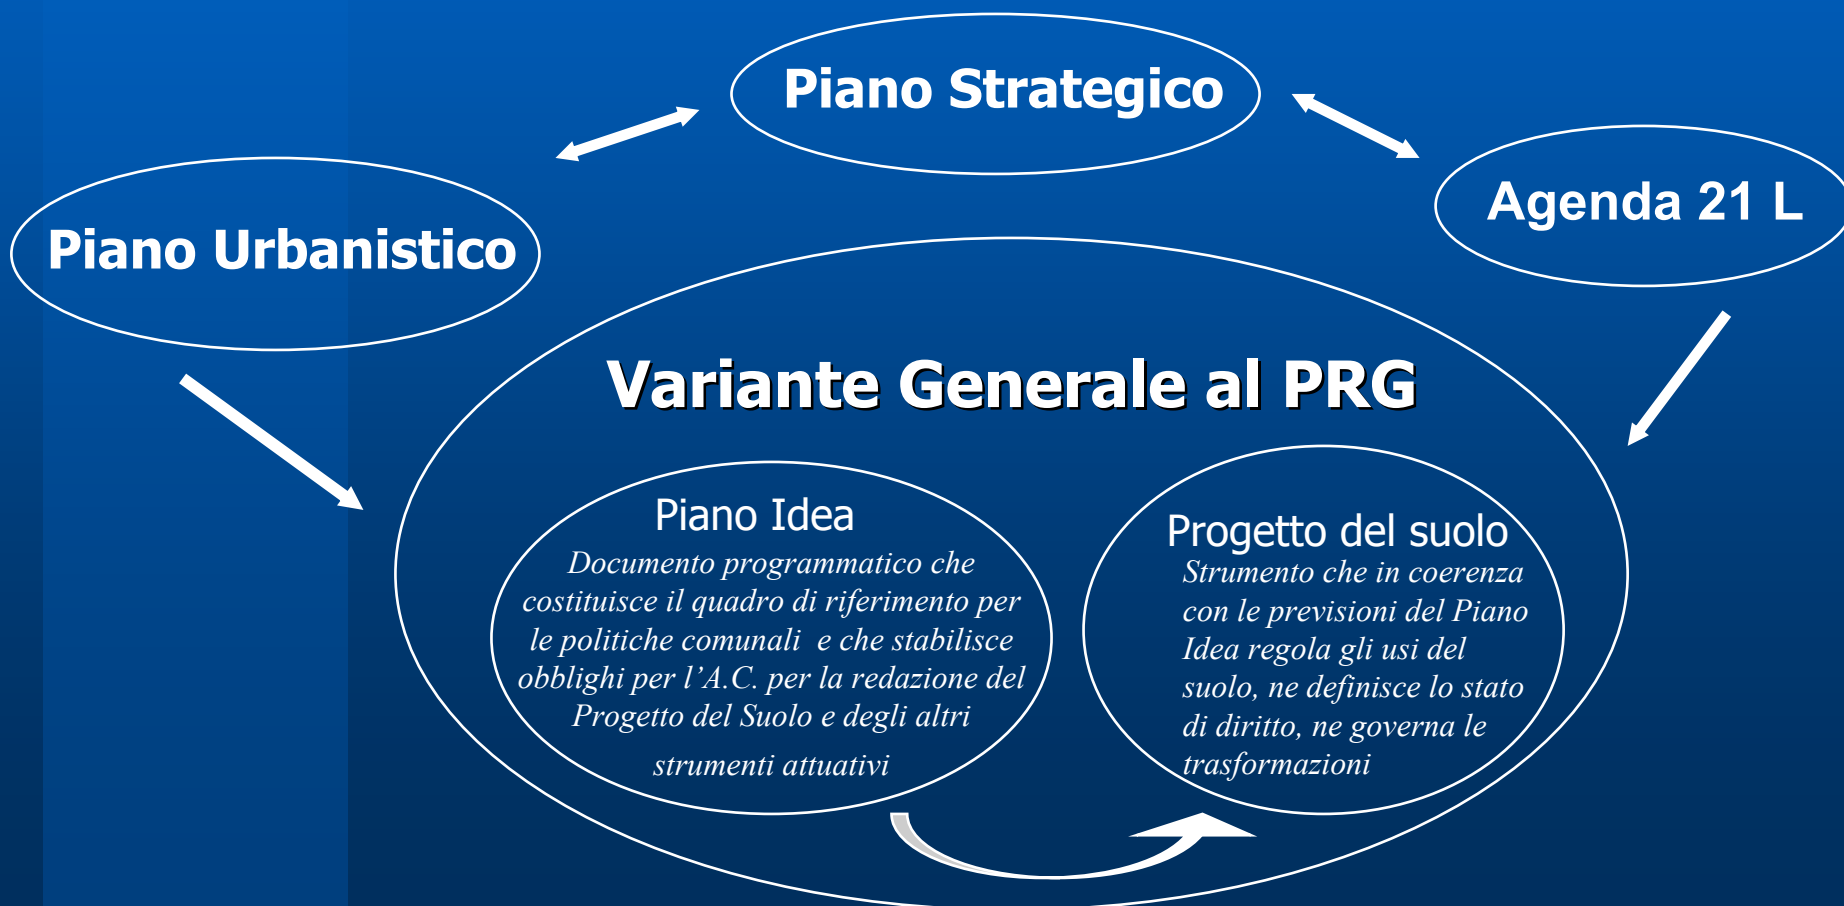 Piano Strategico
Agenda 21 L
Piano Urbanistico
Variante Generale al PRG
Piano Idea
Documento programmatico che
costituisce il quadro di riferimento per
le politiche comunali  e che stabilisce
obblighi per l’A.C. per la redazione del
Progetto del Suolo e degli altri
strumenti attuativi
Progetto del suolo
Strumento che in coerenza
con le previsioni del Piano
Idea regola gli usi del
suolo, ne definisce lo stato
di diritto, ne governa le
trasformazioni